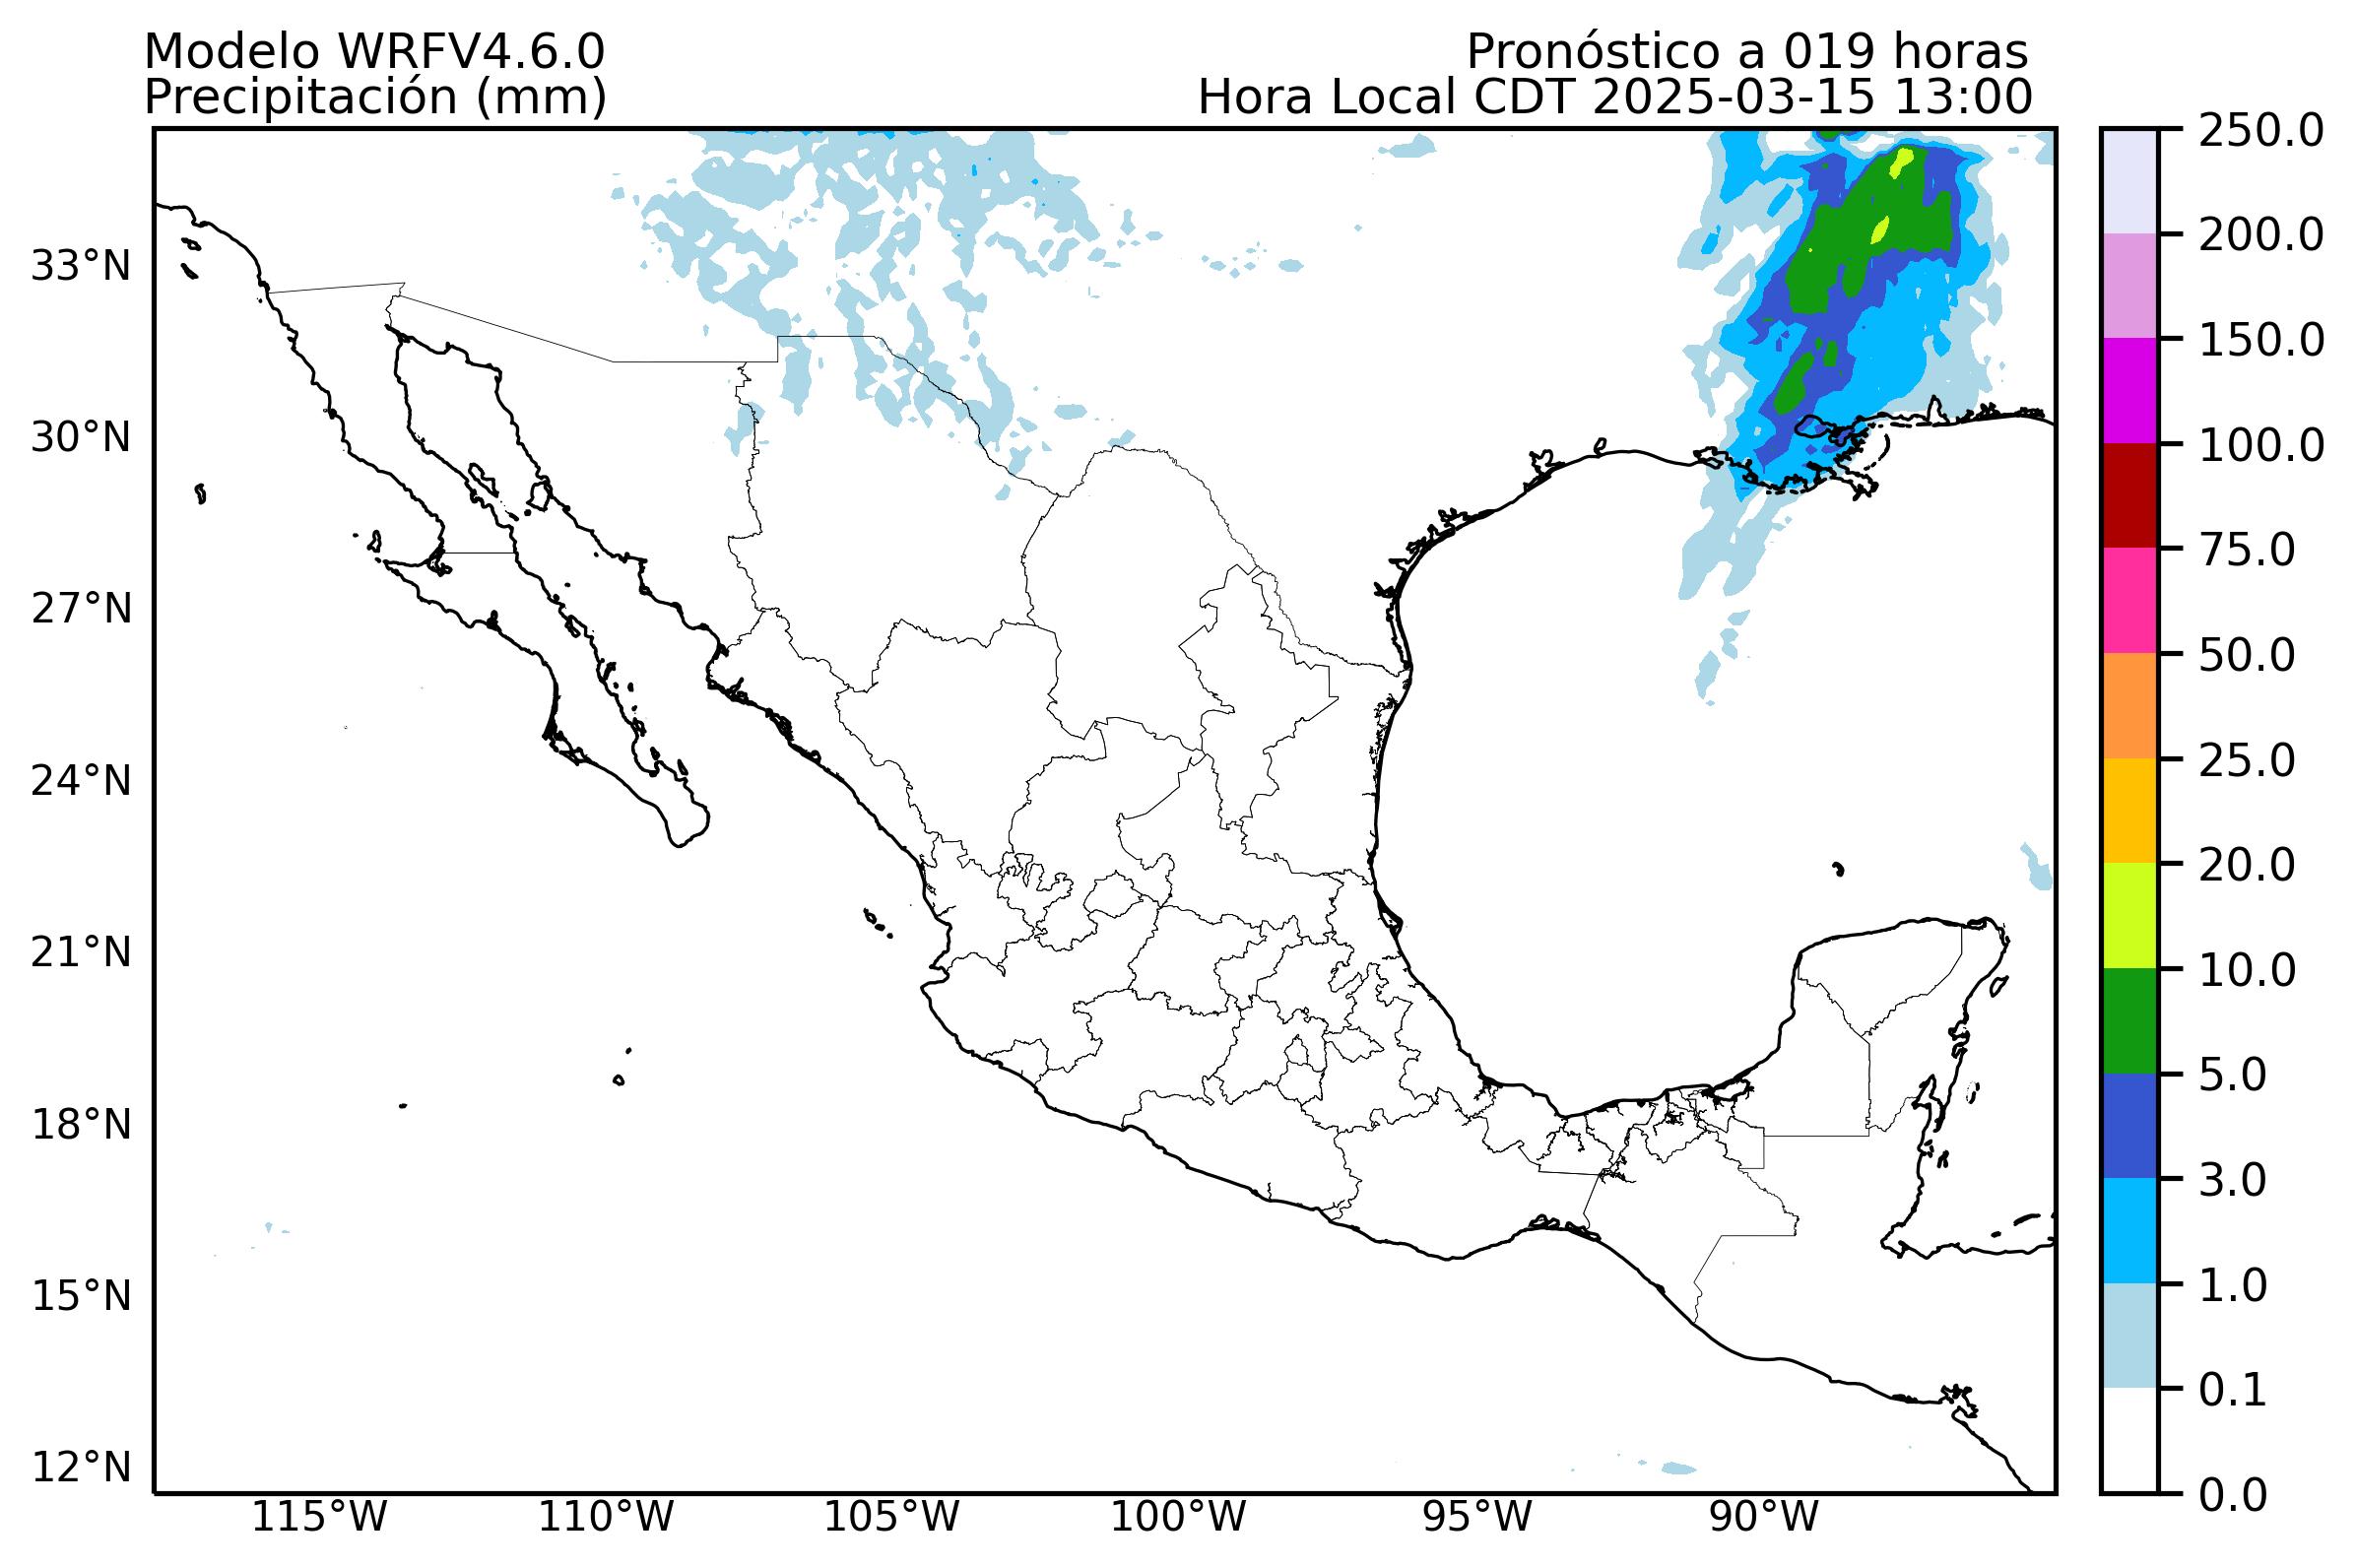 Modelo WRFV4.6.0
Pronóstico a 019 horas
Precipitación (mm)
Hora Local CDT 2025-03-15 13:00
33°N
30°N
27°N
24°N
21°N
18°N
15°N
12°N
115°W
110°W
105°W
100°W
95°W
90°W
250.0
200.0
150.0
100.0
75.0
50.0
25.0
20.0
10.0
5.0
3.0
1.0
0.1
0.0